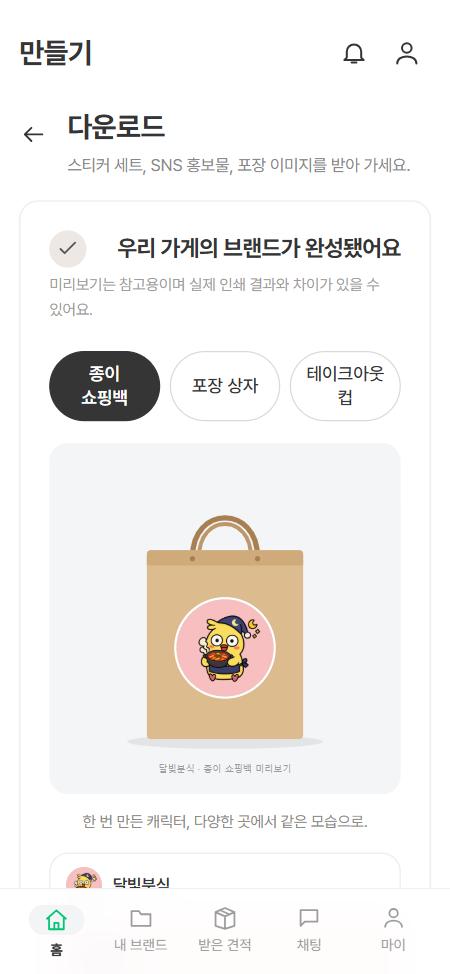 만들기
다운로드
스티커 세트, SNS 홍보물, 포장 이미지를 받아 가세요.
우리 가게의 브랜드가 완성됐어요
미리보기는 참고용이며 실제 인쇄 결과와 차이가 있을 수
있어요.
종이
쇼핑백
포장 상자
테이크아웃
컵
달빛분식 · 종이 쇼핑백 미리보기
한 번 만든 캐릭터, 다양한 곳에서 같은 모습으로.
달빛분식
홈
내 브랜드
받은 견적
채팅
마이